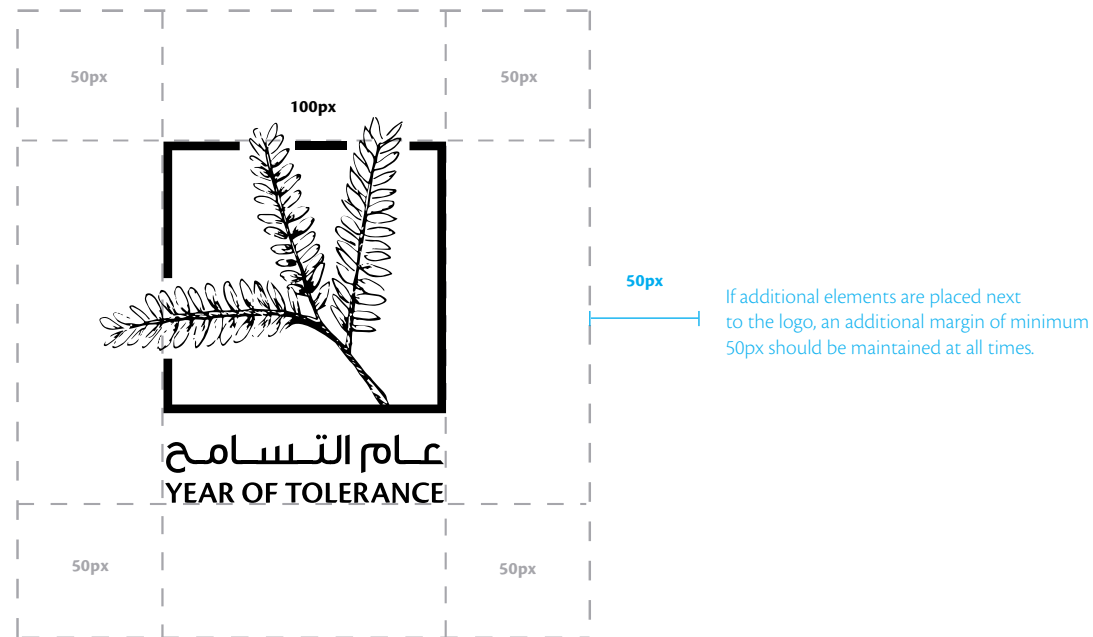 50px
50px
100px
50px
If additional elements are placed next
to the logo, an additional margin of minimum
50px should be maintained at all times.
عام التسامح
YEAR OF TOLERANCE
50px
50px